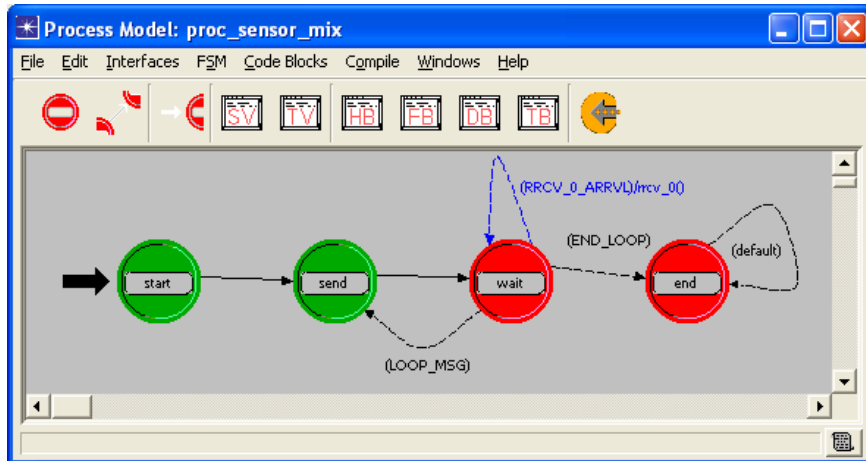 Process Model: proc_sensor_mix
File Edit Interfaces FSM Code Blocks Compile Windows Help
SV TV HB FB DB TB
(RRCV_0_ARRVL)/rrcv_0()
(END_LOOP)
(default)
start send wait end
(LOOP_MSG)